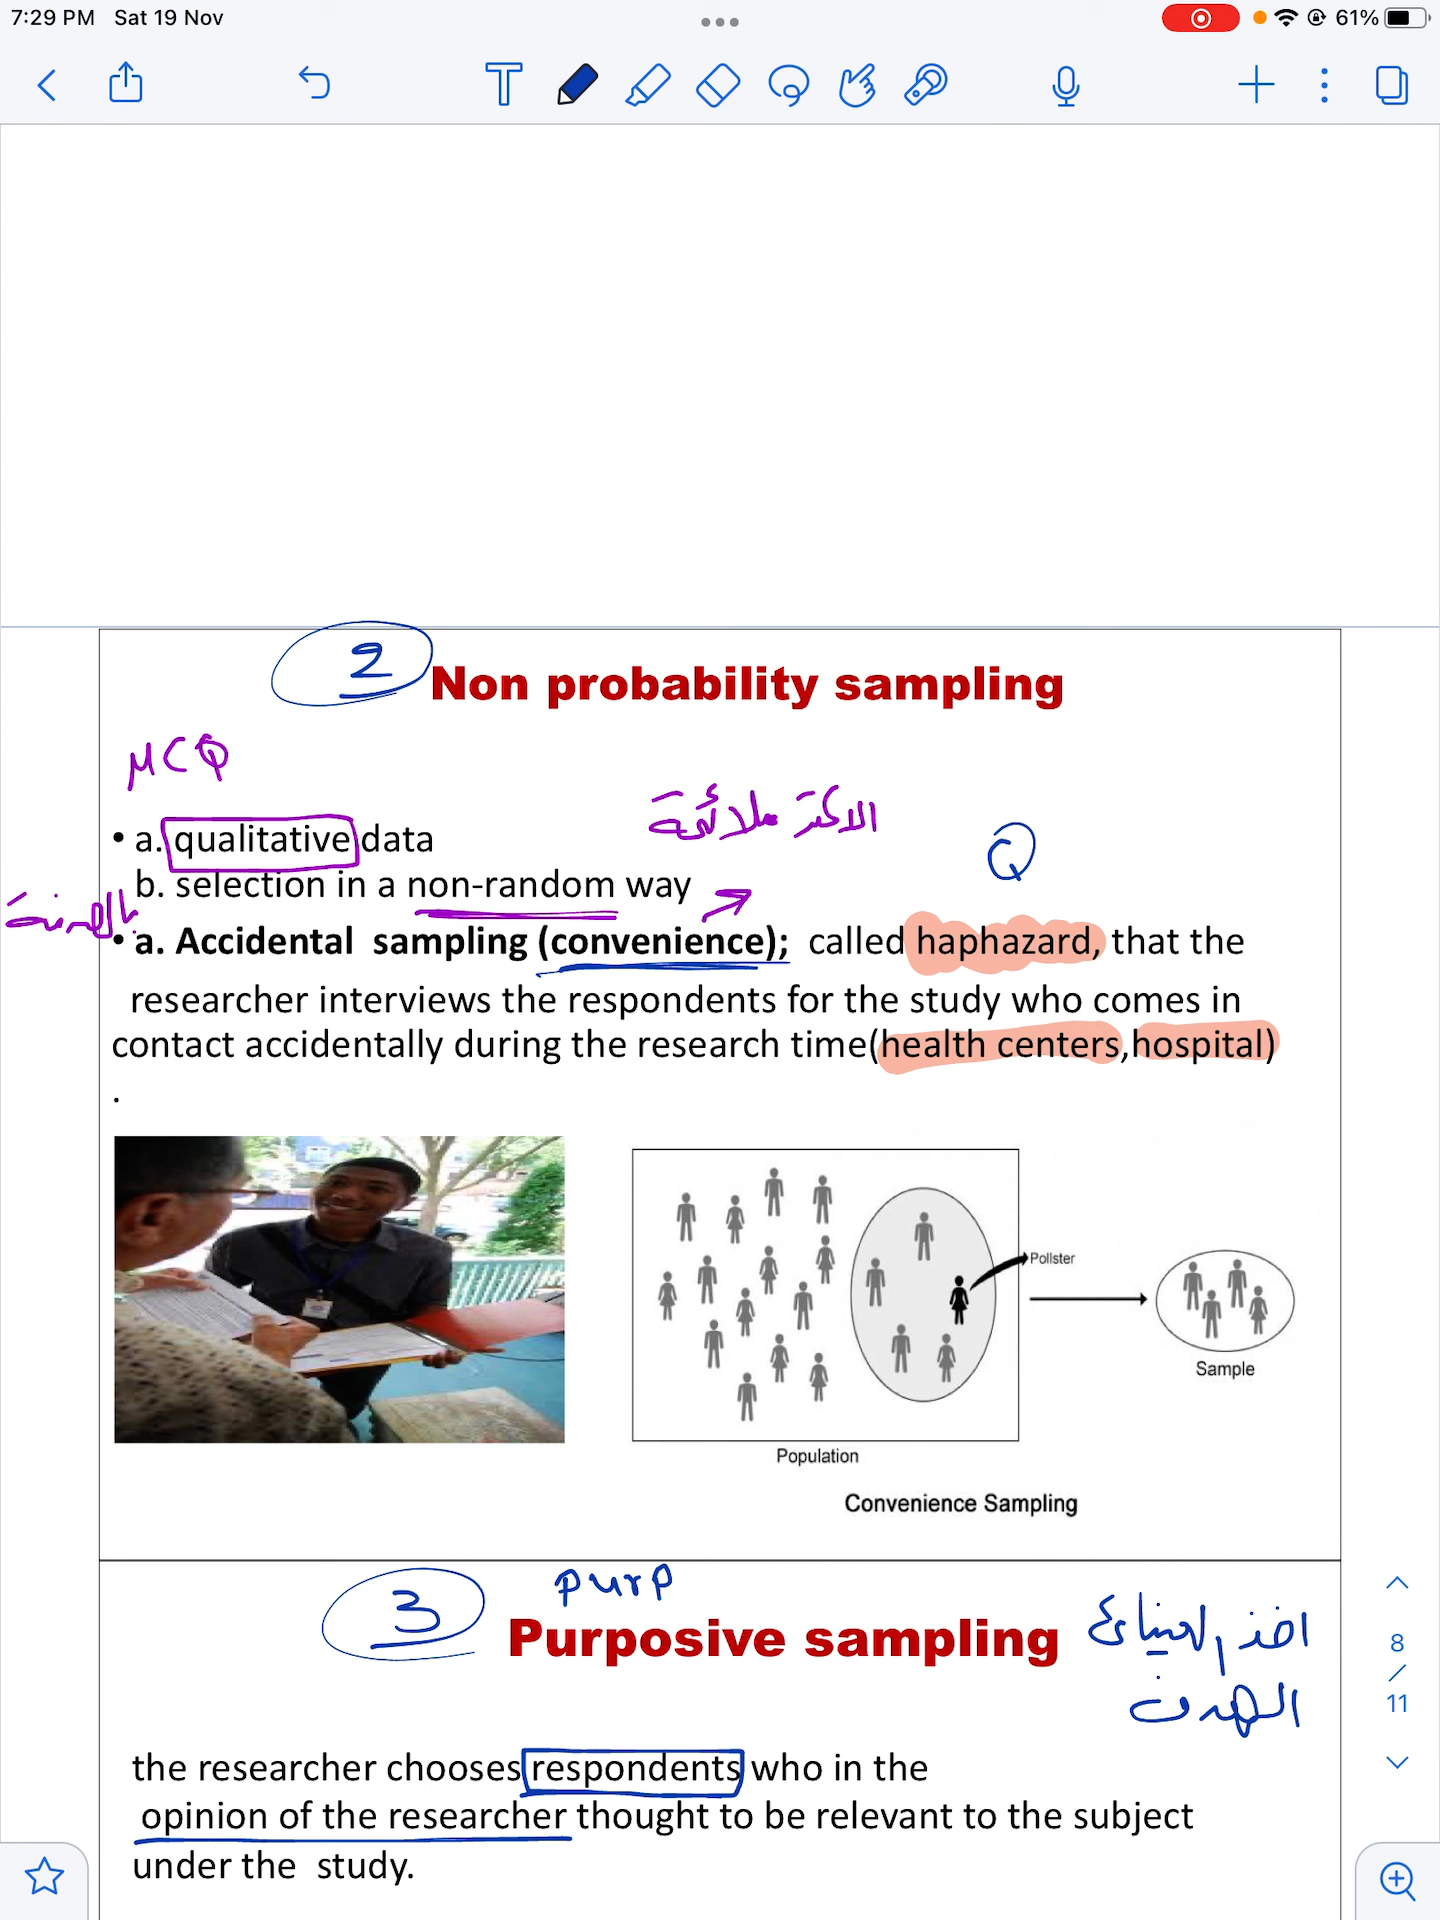 7:29 PM Sat 19 Nov
61%
T
2
Non probability sampling
MCQ
الاكثر ملائمة
• a. qualitative data
Q
b. selection in a non-random way
• a. Accidental sampling (convenience); called haphazard, that the
researcher interviews the respondents for the study who comes in
contact accidentally during the research time(health centers,hospital)
.
Pollster
Sample
Population
Convenience Sampling
3
purp
Purposive sampling
الهدف
8
/
11
the researcher chooses respondents who in the
opinion of the researcher thought to be relevant to the subject
under the study.